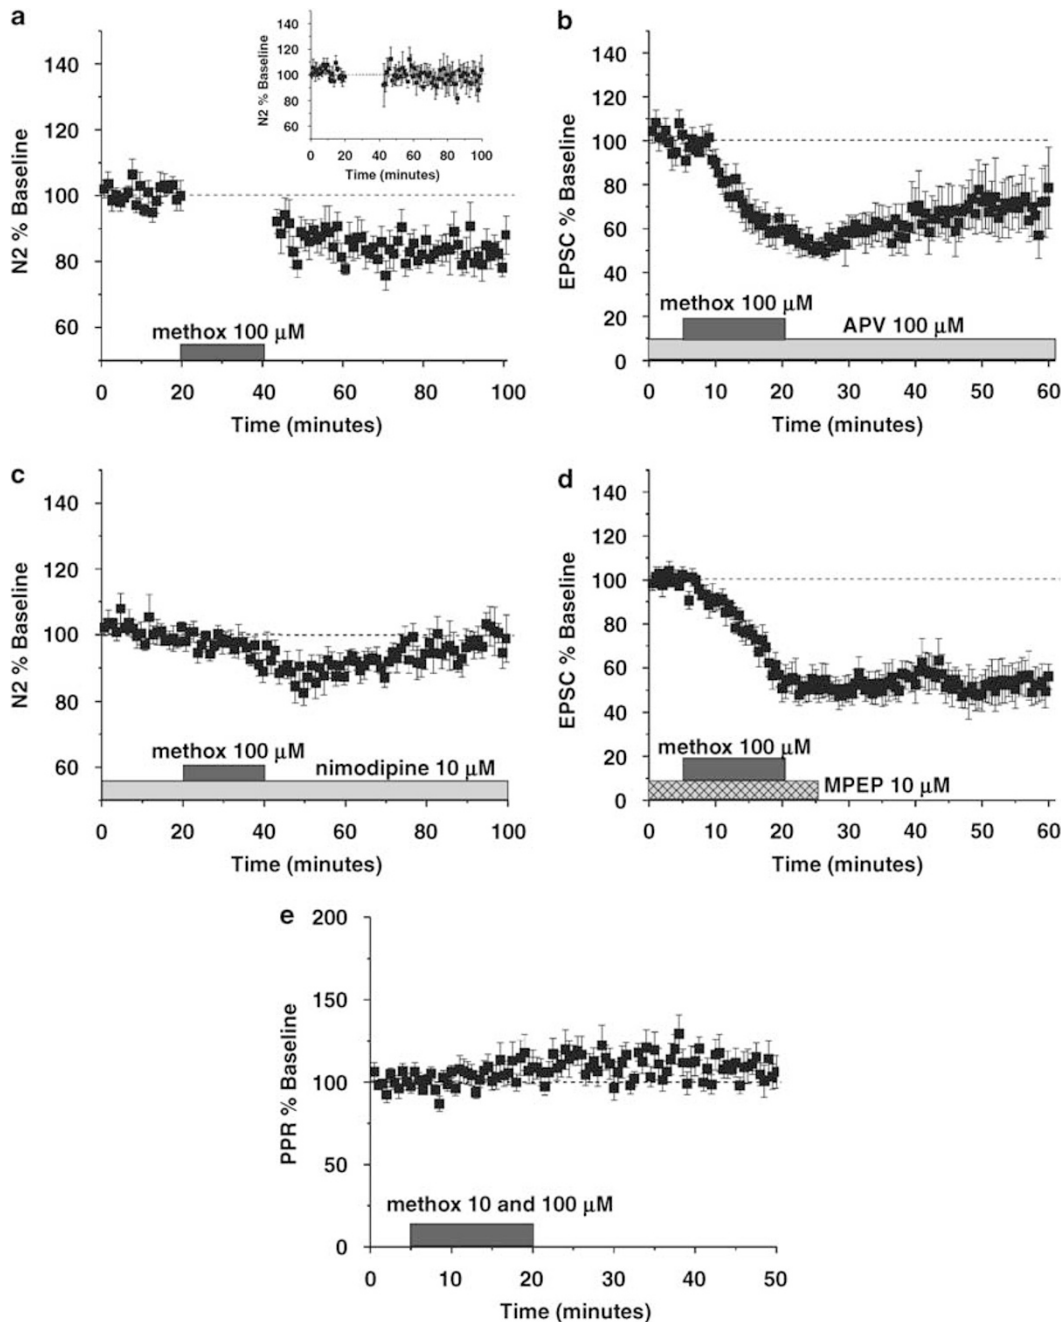 a
140
120
100
80
60
N2 % Baseline
methox 100 µM
0 20 40 60 80 100
Time (minutes)
140
120
100
80
60
N2 % Baseline
0 20 40 60 80 100
Time (minutes)
b
140
120
100
80
60
40
20
0
EPSC % Baseline
methox 100 µM
APV 100 µM
0 10 20 30 40 50 60
Time (minutes)
c
140
120
100
80
60
N2 % Baseline
methox 100 µM
nimodipine 10 µM
0 20 40 60 80 100
Time (minutes)
d
140
120
100
80
60
40
20
0
EPSC % Baseline
methox 100 µM
MPEP 10 µM
0 10 20 30 40 50 60
Time (minutes)
e
200
150
100
50
0
PPR % Baseline
methox 10 and 100 µM
0 10 20 30 40 50
Time (minutes)